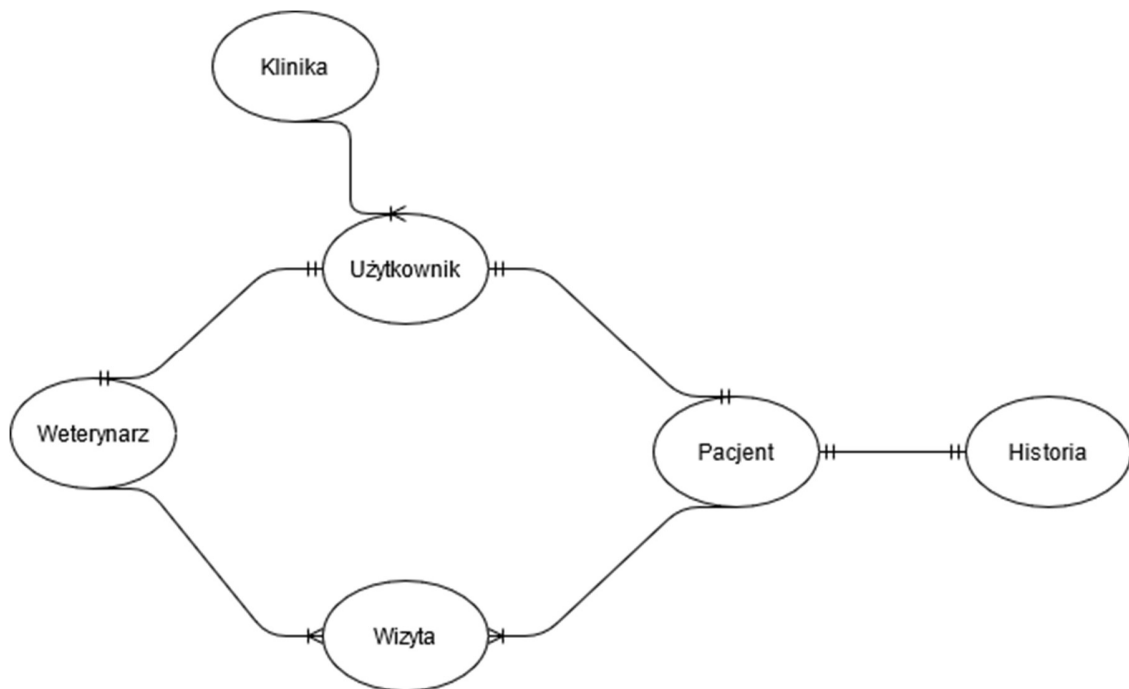 Klinika
Użytkownik
Weterynarz
Pacjent
Historia
Wizyta